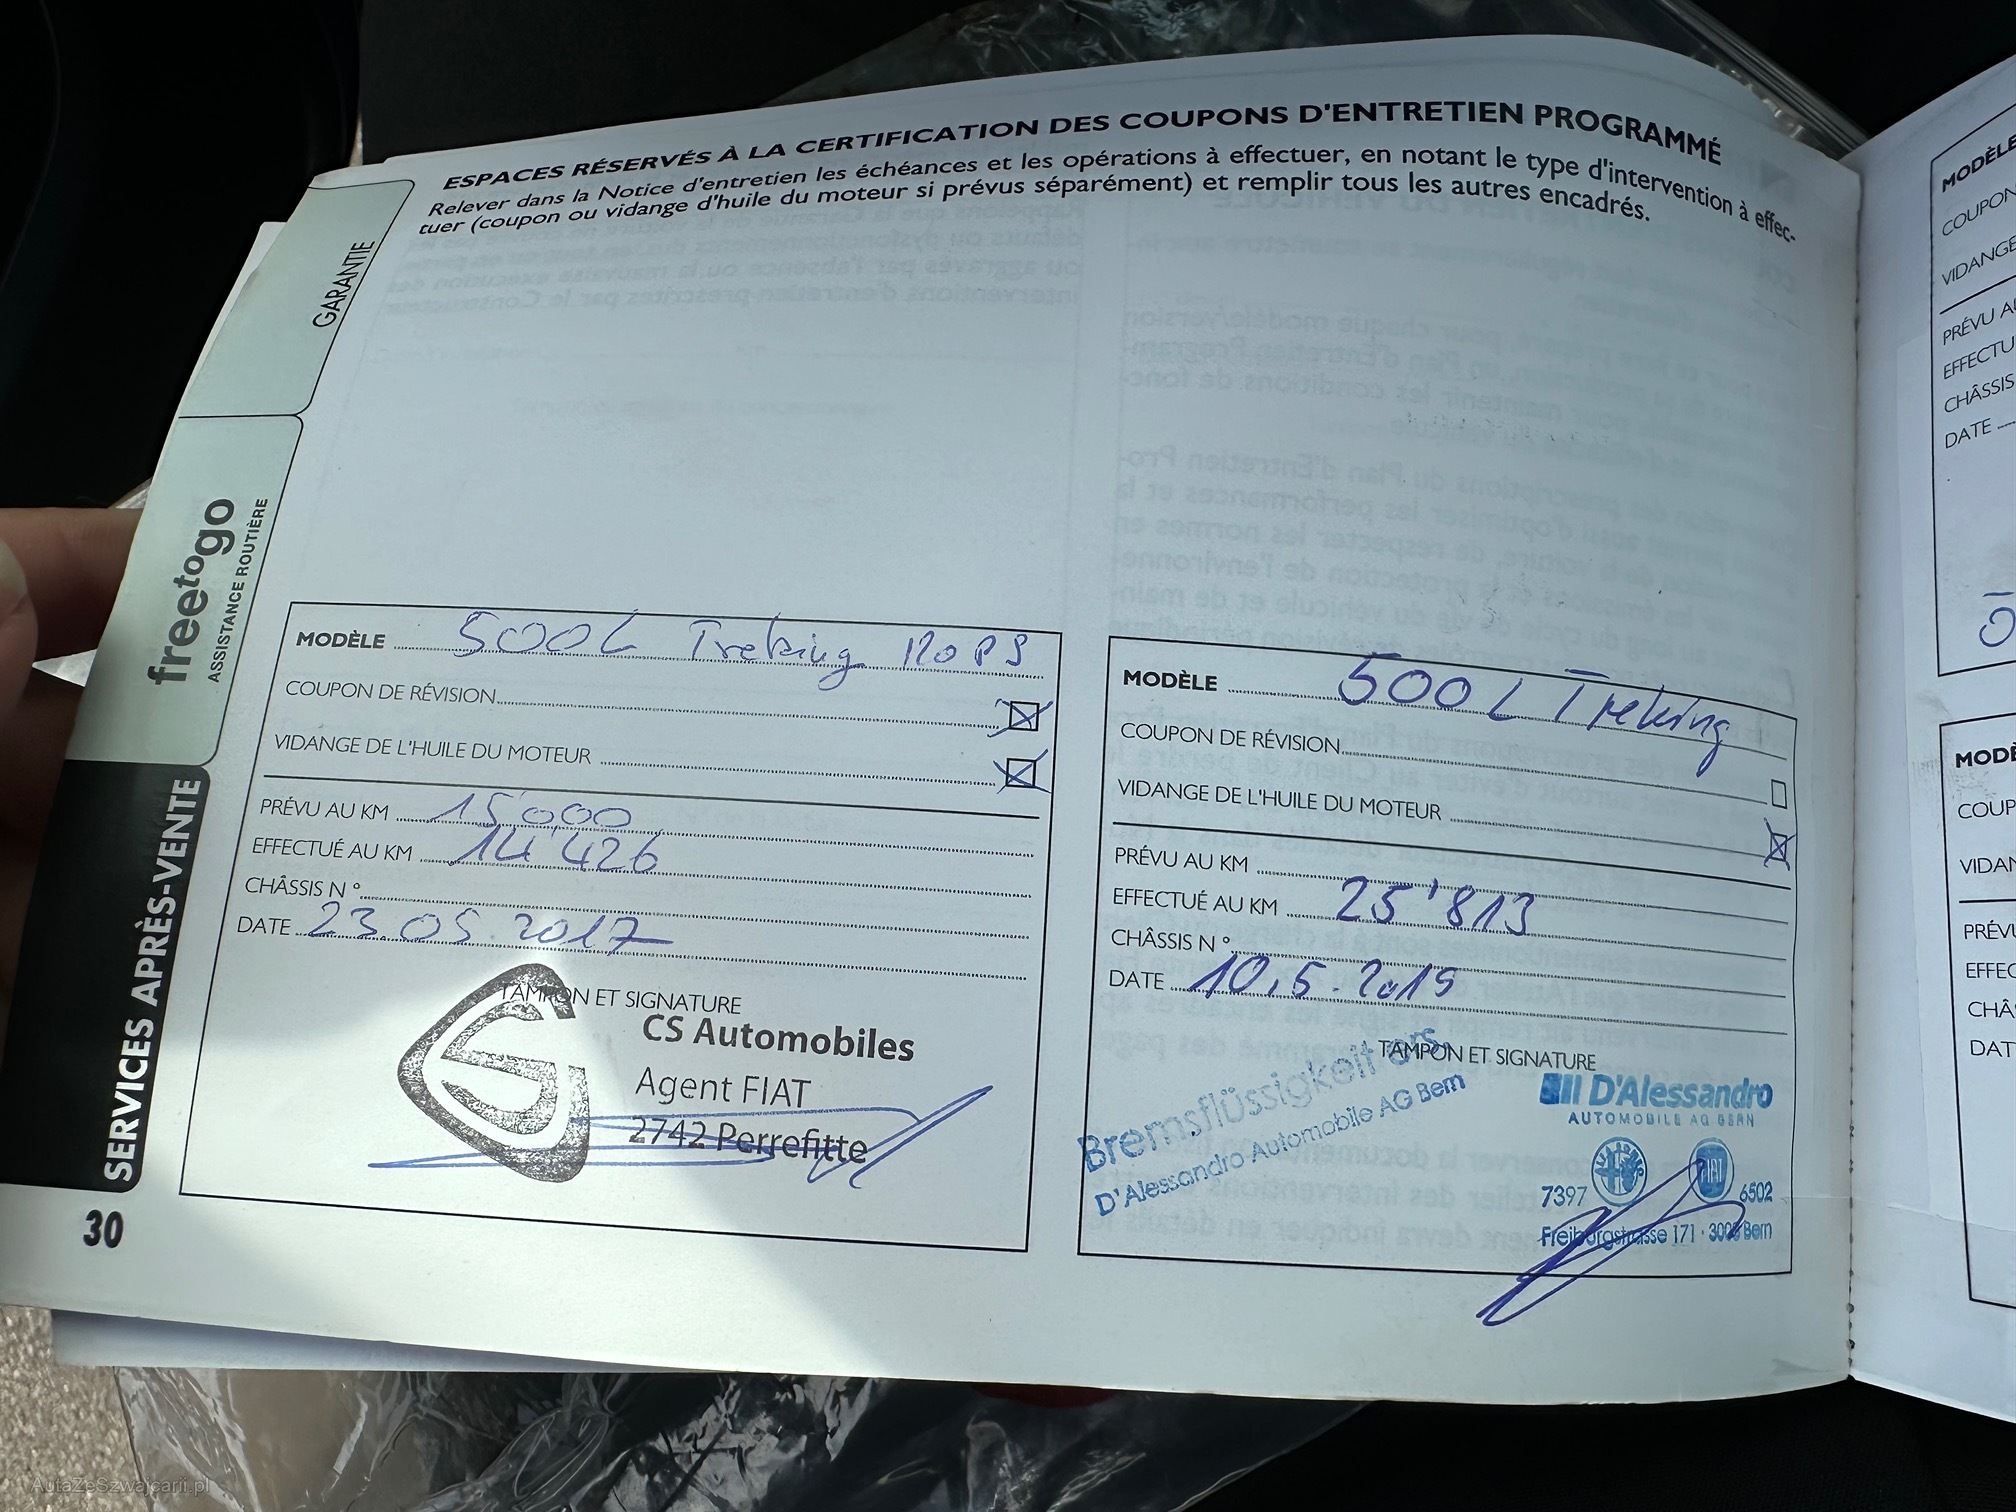 ESPACES RÉSERVÉS À LA CERTIFICATION DES COUPONS D'ENTRETIEN PROGRAMMÉ
Relever dans la Notice d'entretien les échéances et les opérations à effectuer, en notant le type d'intervention à effec-
tuer (coupon ou vidange d'huile du moteur si prévus séparément) et remplir tous les autres encadrés.
GARANTIE
freetogo
ASSISTANCE ROUTIÈRE
SERVICES APRÈS-VENTE
30
MODÈLE 500L Treking 120 PS
COUPON DE RÉVISION
VIDANGE DE L'HUILE DU MOTEUR
PRÉVU AU KM 15'000
EFFECTUÉ AU KM 14'426
CHÂSSIS N°
DATE 23.05.2017
TAMPON ET SIGNATURE
CS Automobiles
Agent FIAT
2742 Perrefitte
MODÈLE 500L Treking
COUPON DE RÉVISION
VIDANGE DE L'HUILE DU MOTEUR
PRÉVU AU KM
EFFECTUÉ AU KM 25'813
CHÂSSIS N°
DATE 10.5.2019
TAMPON ET SIGNATURE
Bremsflüssigkeit ers.
D'Alessandro Automobile AG Bern
D'Alessandro
AUTOMOBILE AG BERN
FIAT
7397 6502
Freiburgstrasse 171 · 3008 Bern
MODÈLE
COUPON
VIDANGE
PRÉVU A
EFFECTU
CHÂSSIS
DATE
MODÈ
COUP
VIDAN
PRÉVU
EFFEC
CHÂ
DAT
AutaZeSzwajcarii.pl